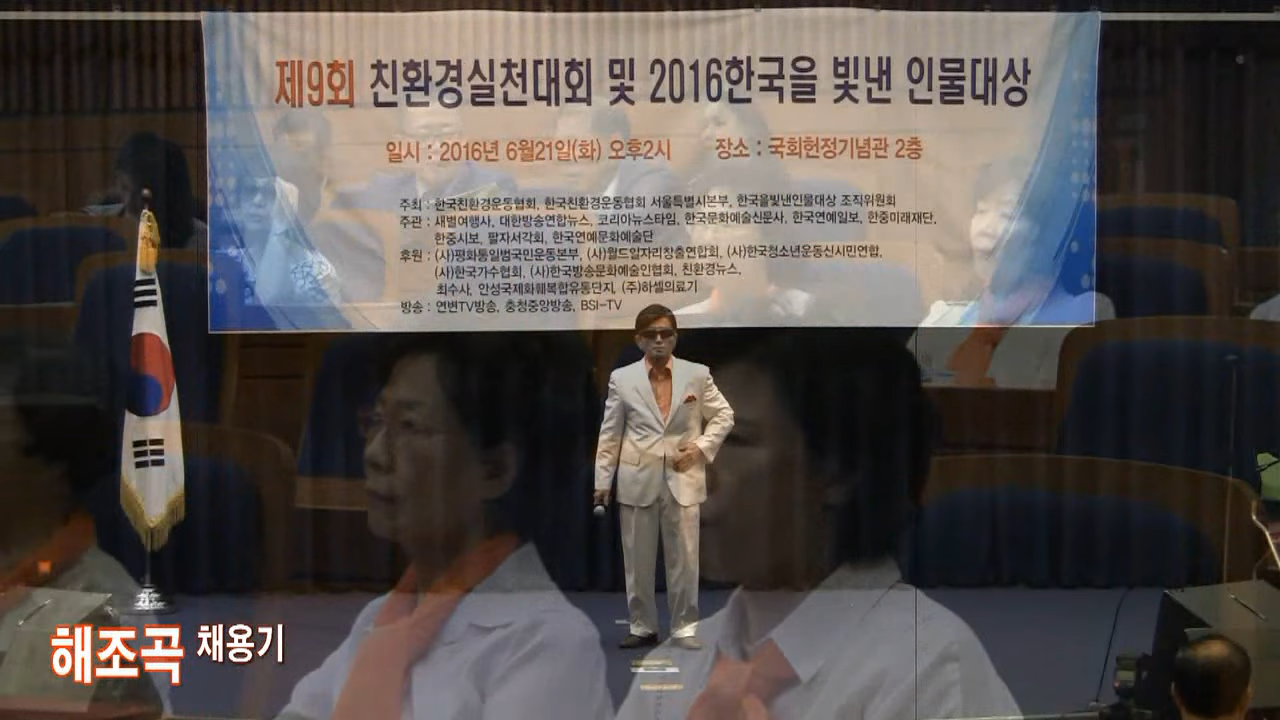 제9회 친환경실천대회 및 2016한국을 빛낸 인물대상
일시 : 2016년 6월21일(화) 오후2시 장소 : 국회헌정기념관 2층
주최 : 한국친환경운동협회, 한국친환경운동협회 서울특별시본부, 한국을빛낸인물대상 조직위원회
주관 : 새별여행사, 대한방송연합뉴스, 코리아뉴스타임, 한국문화예술신문사, 한국연예일보, 한중미래재단,
한중시보, 팔자서각회, 한국연예문화예술단
후원 : (사)평화통일범국민운동본부, (사)월드일자리창출연합회, (사)한국청소년운동신시민연합,
(사)한국가수협회, (사)한국방송문화예술인협회, 친환경뉴스,
최수사, 안성국제화훼복합유통단지, (주)하셀의료기
방송 : 연변TV방송, 충청중앙방송, BSI-TV
해조곡 채용기